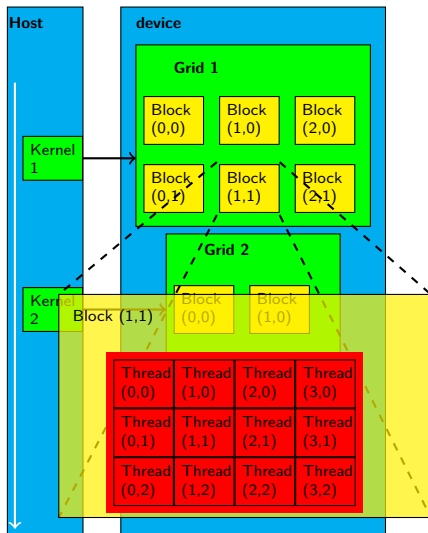 Host
device
Grid 1
Block
(0,0)
Block
(1,0)
Block
(2,0)
Kernel
1
Block
(0,1)
Block
(1,1)
Block
(2,1)
Grid 2
Kernel
2
Block (1,1)
Block
(0,0)
Block
(1,0)
Thread
(0,0)
Thread
(1,0)
Thread
(2,0)
Thread
(3,0)
Thread
(0,1)
Thread
(1,1)
Thread
(2,1)
Thread
(3,1)
Thread
(0,2)
Thread
(1,2)
Thread
(2,2)
Thread
(3,2)